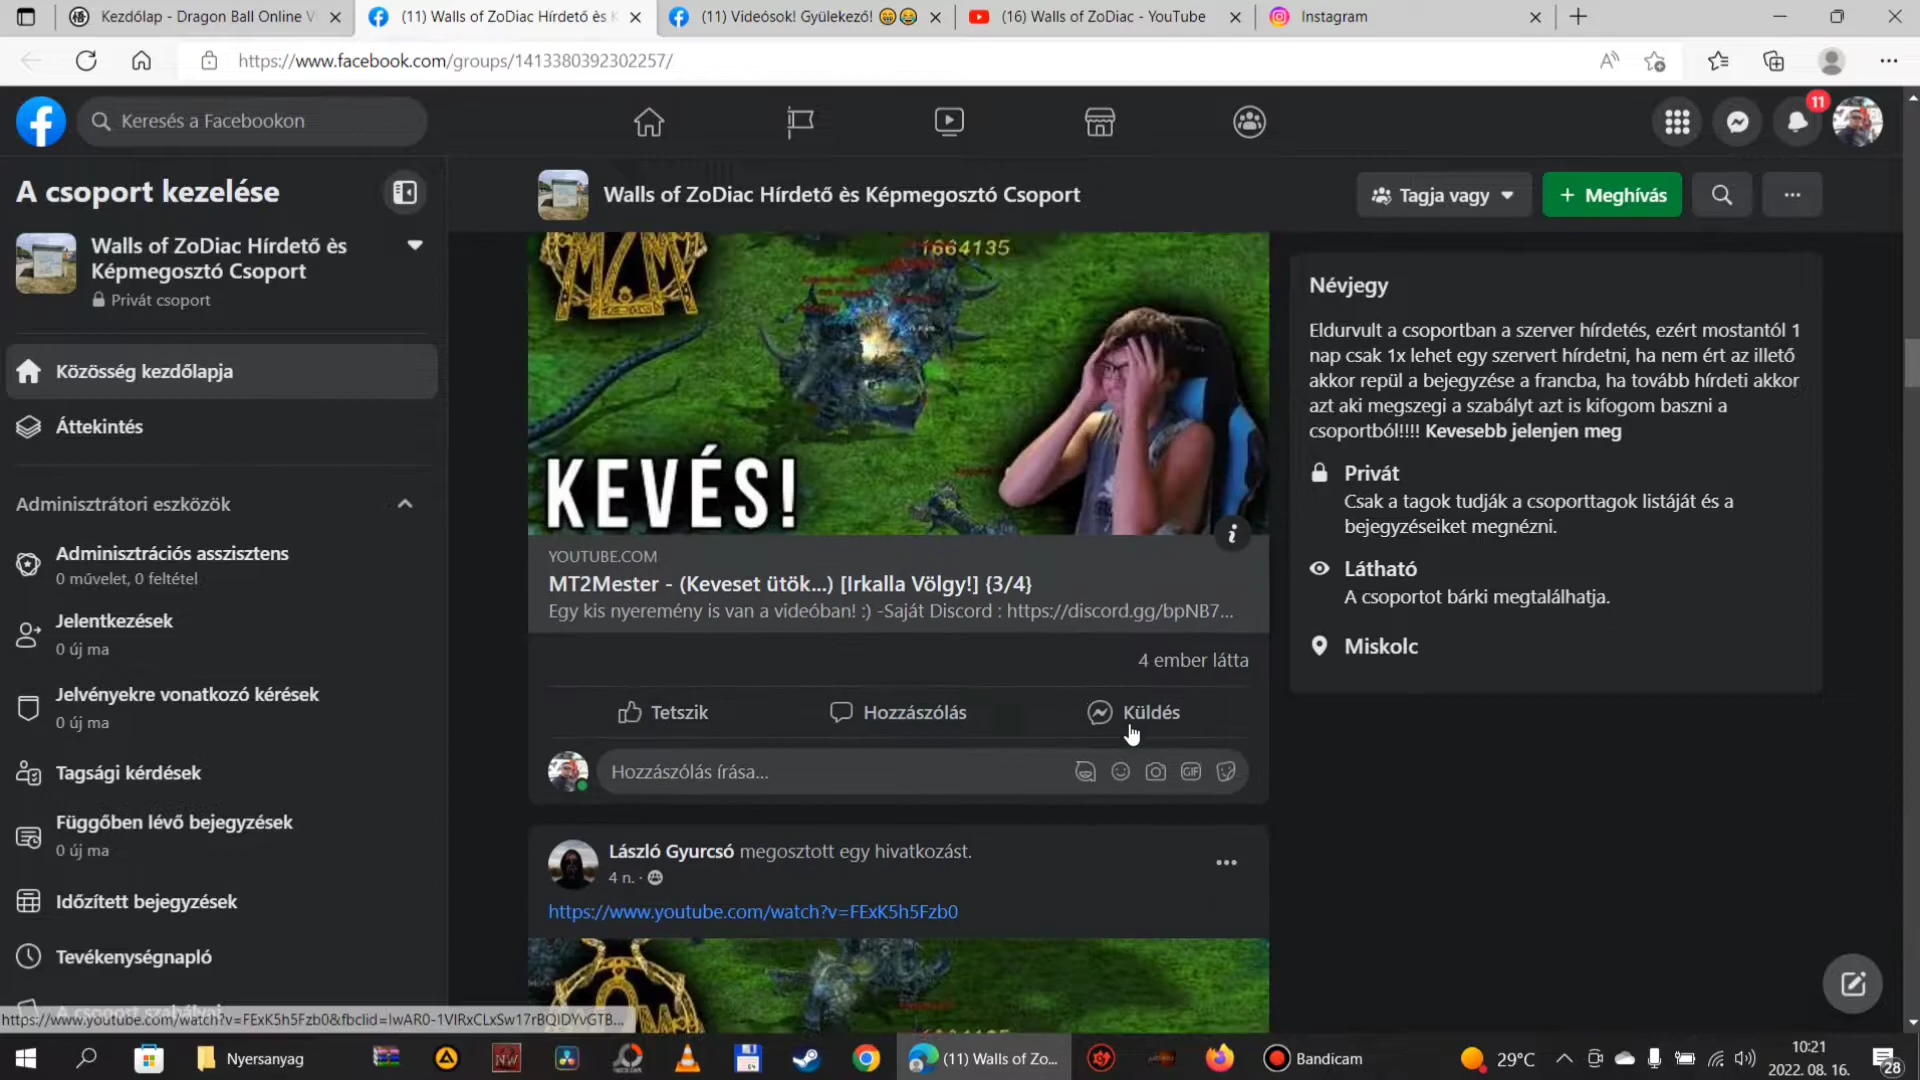 Kezdőlap - Dragon Ball Online V
(11) Walls of ZoDiac Hírdető ès K
(11) Videósok! Gyülekező! 😁😂
(16) Walls of ZoDiac - YouTube
Instagram
https://www.facebook.com/groups/1413380392302257/
Keresés a Facebookon
11
A csoport kezelése
Walls of ZoDiac Hírdető ès
Képmegosztó Csoport
Privát csoport
Közösség kezdőlapja
Áttekintés
Adminisztrátori eszközök
Adminisztrációs asszisztens
0 művelet, 0 feltétel
Jelentkezések
0 új ma
Jelvényekre vonatkozó kérések
0 új ma
Tagsági kérdések
Függőben lévő bejegyzések
0 új ma
Időzített bejegyzések
Tevékenységnapló
A csoport szabályai
https://www.youtube.com/watch?v=FExK5h5Fzb0&fbclid=IwAR0-1VIRxCLxSw17rBQIDYvGTB...
Walls of ZoDiac Hírdető ès Képmegosztó Csoport
Tagja vagy
+ Meghívás
1664135
KEVÉS!
YOUTUBE.COM
MT2Mester - (Keveset ütök...) [Irkalla Völgy!] {3/4}
Egy kis nyeremény is van a videóban! :) -Saját Discord : https://discord.gg/bpNB7...
4 ember látta
Tetszik
Hozzászólás
Küldés
Hozzászólás írása...
GIF
László Gyurcsó megosztott egy hivatkozást.
4 n. ·
https://www.youtube.com/watch?v=FExK5h5Fzb0
Névjegy
Eldurvult a csoportban a szerver hírdetés, ezért mostantól 1
nap csak 1x lehet egy szervert hírdetni, ha nem ért az illető
akkor repül a bejegyzése a francba, ha tovább hírdeti akkor
azt aki megszegi a szabályt azt is kifogom baszni a
csoportból!!!! Kevesebb jelenjen meg
Privát
Csak a tagok tudják a csoporttagok listáját és a
bejegyzéseiket megnézni.
Látható
A csoportot bárki megtalálhatja.
Miskolc
Nyersanyag
(11) Walls of Zo...
Bandicam
29°C
10:21
2022. 08. 16.
28